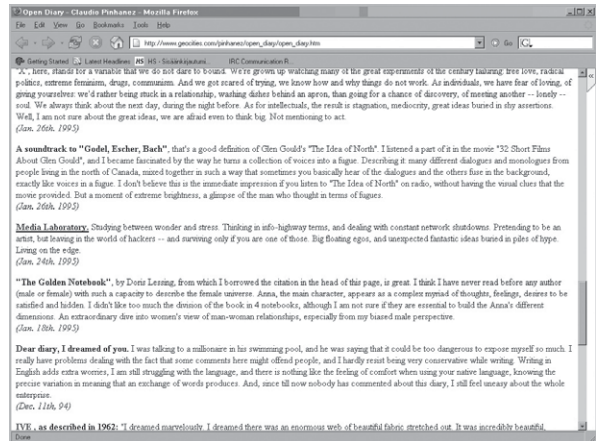 Open Diary - Claudio Pinhanez - Mozilla Firefox
File Edit View Go Bookmarks Tools Help
http://www.geocities.com/pinhanez/open_diary/open_diary.htm Go
Getting Started Latest Headlines HS HS - Sisäänkirjautumi... IRC Communication R...
"X", here, stands for a variable that we do not dare to bound. We're grown up watching many of the great experiments of the century failuring: free love, radical
politics, extreme feminism, drugs, communism. And we got scared of trying, we know how and why things do not work. As individuals, we have fear of loving, of
giving yourselves: we'd rather being stuck in a relationship, washing dishes behind an apron, than going for a chance of discovery, of meeting another -- lonely --
soul. We always think about the next day, during the night before. As for intellectuals, the result is stagnation, mediocrity, great ideas buried in shy assertions.
Well, I am not sure about the great ideas, we are afraid even to think big. Not mentioning to act.
(Jan. 26th. 1995)
A soundtrack to "Godel, Escher, Bach", that's a good definition of Glen Gould's "The Idea of North". I listened a part of it in the movie "32 Short Films
About Glen Gould", and I became fascinated by the way he turns a collection of voices into a fugue. Describing it: many different dialogues and monologues from
people living in the north of Canada, mixed together in such a way that sometimes you basically hear of the dialogues and the others fuse in the background,
exactly like voices in a fugue. I don't believe this is the immediate impression if you listen to "The Idea of North" on radio, without having the visual clues that the
movie provided. But a moment of extreme brightness, a glimpse of the man who thought in terms of fugues.
(Jan. 26th. 1995)
Media Laboratory. Studying between wonder and stress. Thinking in info-highway terms, and dealing with constant network shutdowns. Pretending to be an
artist, but leaving in the world of hackers -- and surviving only if you are one of those. Big floating egos, and unexpected fantastic ideas buried in piles of hype.
Living on the edge.
(Jan. 24th. 1995)
"The Golden Notebook", by Doris Lessing, from which I borrowed the citation in the head of this page, is great. I think I have never read before any author
(male or female) with such a capacity to describe the female universe. Anna, the main character, appears as a complex myriad of thoughts, feelings, desires to be
satisfied and hidden. I didn't like too much the division of the book in 4 notebooks, although I am not sure if they are essential to build the Anna's different
dimensions. An extraordinary dive into women's view of man-woman relationships, especially from my biased male perspective.
(Jan. 18th. 1995)
Dear diary, I dreamed of you. I was talking to a millionaire in his swimming pool, and he was saying that it could be too dangerous to expose myself so much. I
really have problems dealing with the fact that some comments here might offend people, and I hardly resist being very conservative while writing. Writing in
English adds extra worries, I am still struggling with the language, and there is nothing like the feeling of comfort when using your native language, knowing the
precise variation in meaning that an exchange of words produces. And, since till now nobody has commented about this diary, I still feel uneasy about the whole
enterprise.
(Dec. 11th, 94)
IVE , as described in 1962: "I dreamed marvelously. I dreamed there was an enormous web of beautiful fabric stretched out. It was incredibly beautiful,
Done